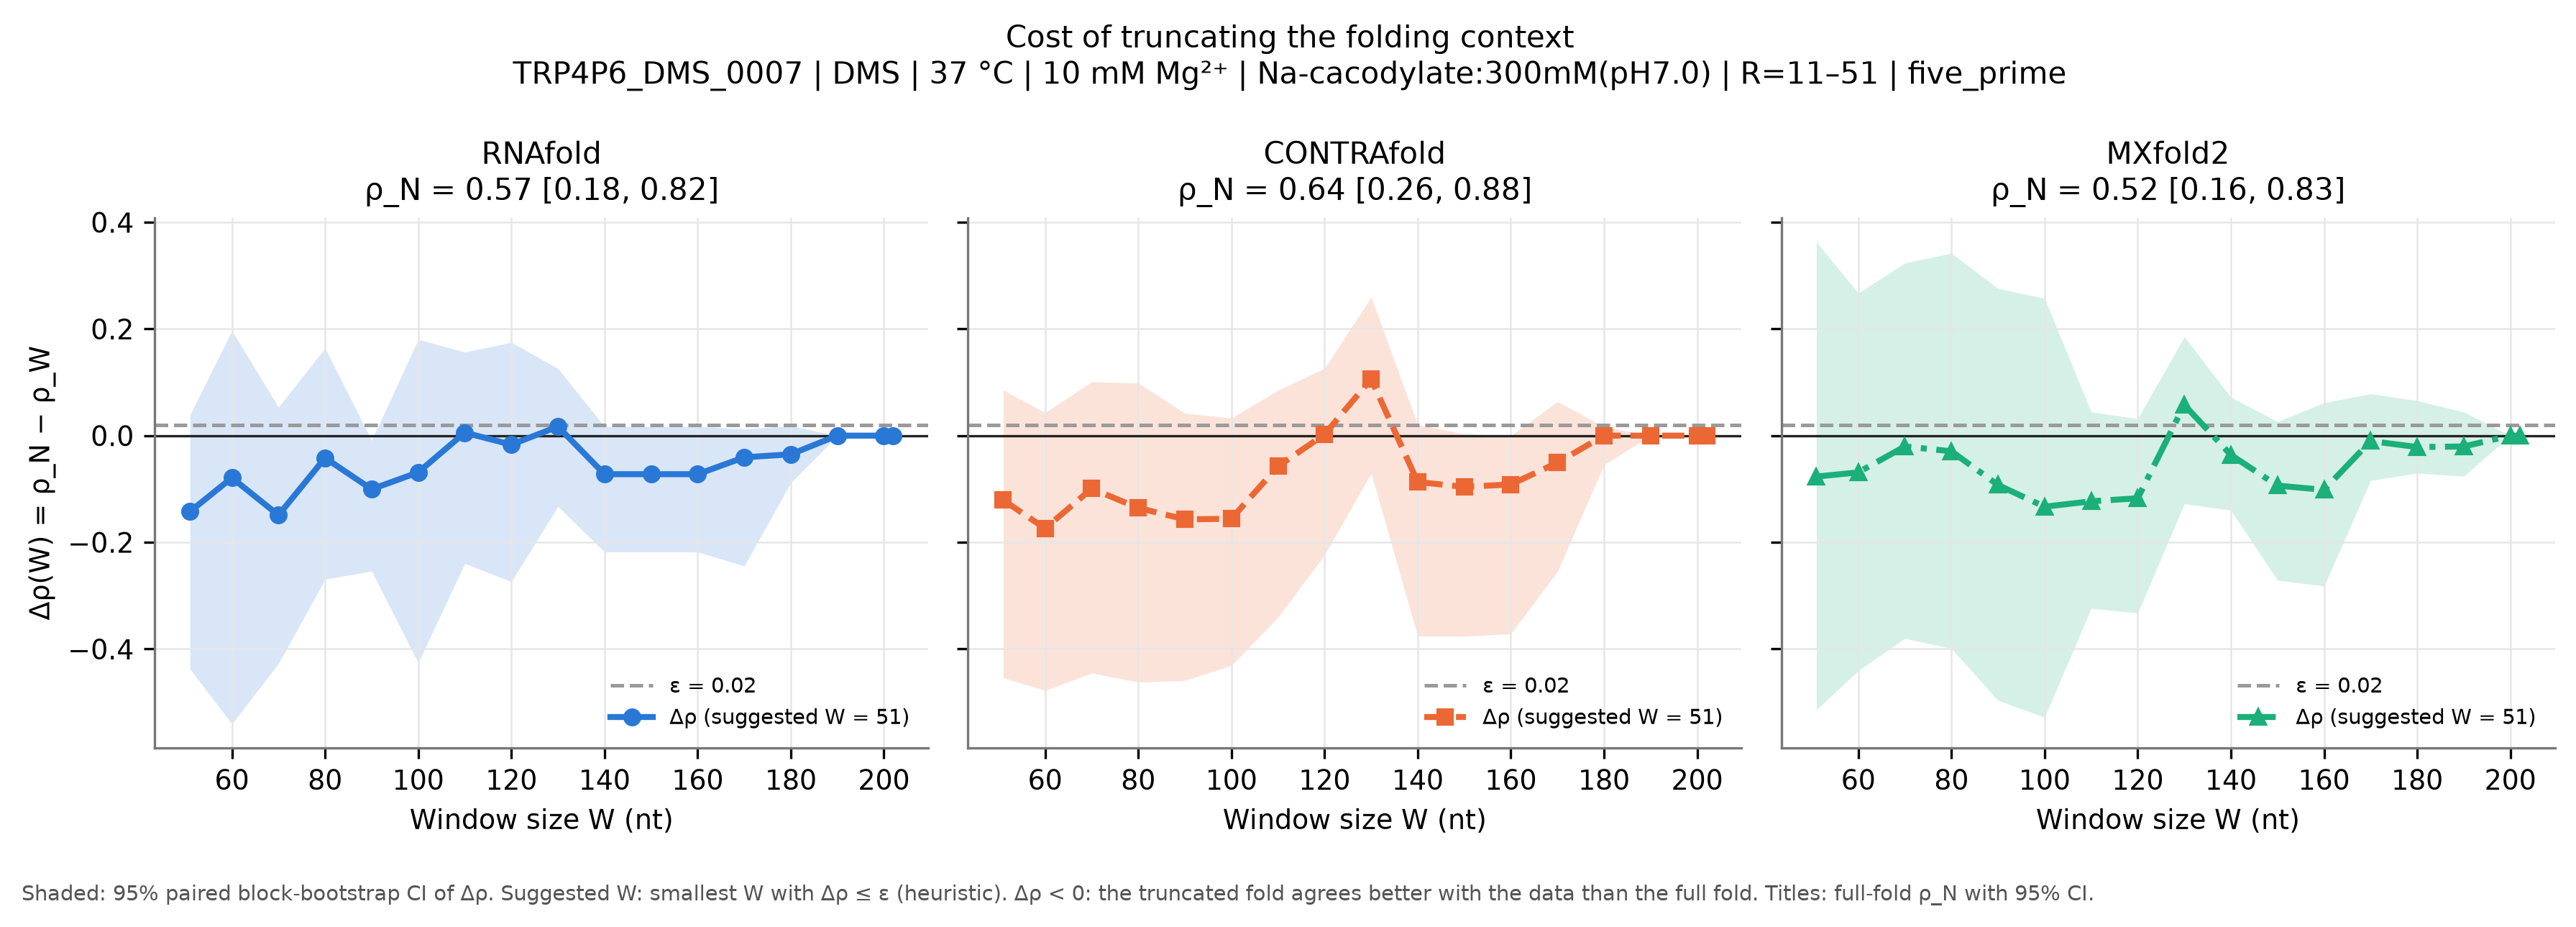 Cost of truncating the folding context
TRP4P6_DMS_0007 | DMS | 37 °C | 10 mM Mg²⁺ | Na-cacodylate:300mM(pH7.0) | R=11–51 | five_prime
RNAfold
ρ_N = 0.57 [0.18, 0.82]
CONTRAfold
ρ_N = 0.64 [0.26, 0.88]
MXfold2
ρ_N = 0.52 [0.16, 0.83]
Δρ(W) = ρ_N − ρ_W
0.4
0.2
0.0
−0.2
−0.4
ε = 0.02
Δρ (suggested W = 51)
ε = 0.02
Δρ (suggested W = 51)
ε = 0.02
Δρ (suggested W = 51)
60 80 100 120 140 160 180 200
60 80 100 120 140 160 180 200
60 80 100 120 140 160 180 200
Window size W (nt)
Window size W (nt)
Window size W (nt)
Shaded: 95% paired block-bootstrap CI of Δρ. Suggested W: smallest W with Δρ ≤ ε (heuristic). Δρ < 0: the truncated fold agrees better with the data than the full fold. Titles: full-fold ρ_N with 95% CI.